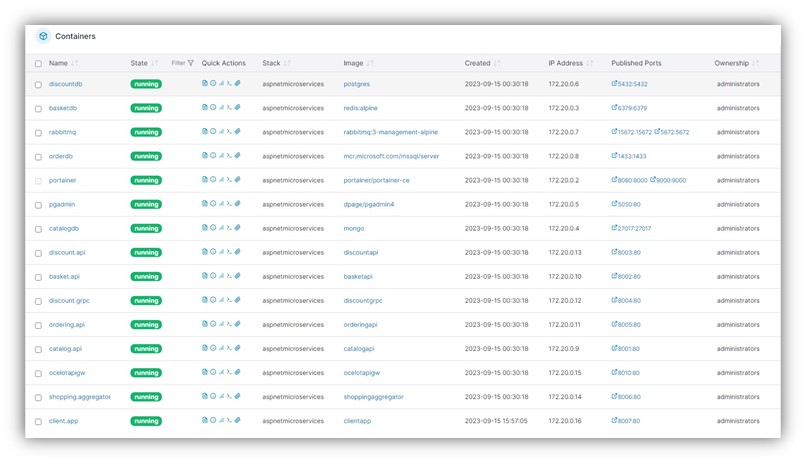 Containers
Name State Filter Quick Actions Stack Image Created IP Address Published Ports Ownership
discountdb running aspnetmicroservices postgres 2023-09-15 00:30:18 172.20.0.6 5432:5432 administrators
basketdb running aspnetmicroservices redis:alpine 2023-09-15 00:30:18 172.20.0.3 6379:6379 administrators
rabbitmq running aspnetmicroservices rabbitmq:3-management-alpine 2023-09-15 00:30:18 172.20.0.7 15672:15672 5672:5672 administrators
orderdb running aspnetmicroservices mcr.microsoft.com/mssql/server 2023-09-15 00:30:18 172.20.0.8 1433:1433 administrators
portainer running aspnetmicroservices portainer/portainer-ce 2023-09-15 00:30:18 172.20.0.2 8080:8000 9000:9000 administrators
pgadmin running aspnetmicroservices dpage/pgadmin4 2023-09-15 00:30:18 172.20.0.5 5050:80 administrators
catalogdb running aspnetmicroservices mongo 2023-09-15 00:30:18 172.20.0.4 27017:27017 administrators
discount.api running aspnetmicroservices discountapi 2023-09-15 00:30:18 172.20.0.13 8003:80 administrators
basket.api running aspnetmicroservices basketapi 2023-09-15 00:30:18 172.20.0.10 8002:80 administrators
discount.grpc running aspnetmicroservices discountgrpc 2023-09-15 00:30:18 172.20.0.12 8004:80 administrators
ordering.api running aspnetmicroservices orderingapi 2023-09-15 00:30:18 172.20.0.11 8005:80 administrators
catalog.api running aspnetmicroservices catalogapi 2023-09-15 00:30:18 172.20.0.9 8001:80 administrators
ocelotapigw running aspnetmicroservices ocelotapigw 2023-09-15 00:30:18 172.20.0.15 8010:80 administrators
shopping.aggregator running aspnetmicroservices shoppingaggregator 2023-09-15 00:30:18 172.20.0.14 8006:80 administrators
client.app running aspnetmicroservices clientapp 2023-09-15 15:57:05 172.20.0.16 8007:80 administrators